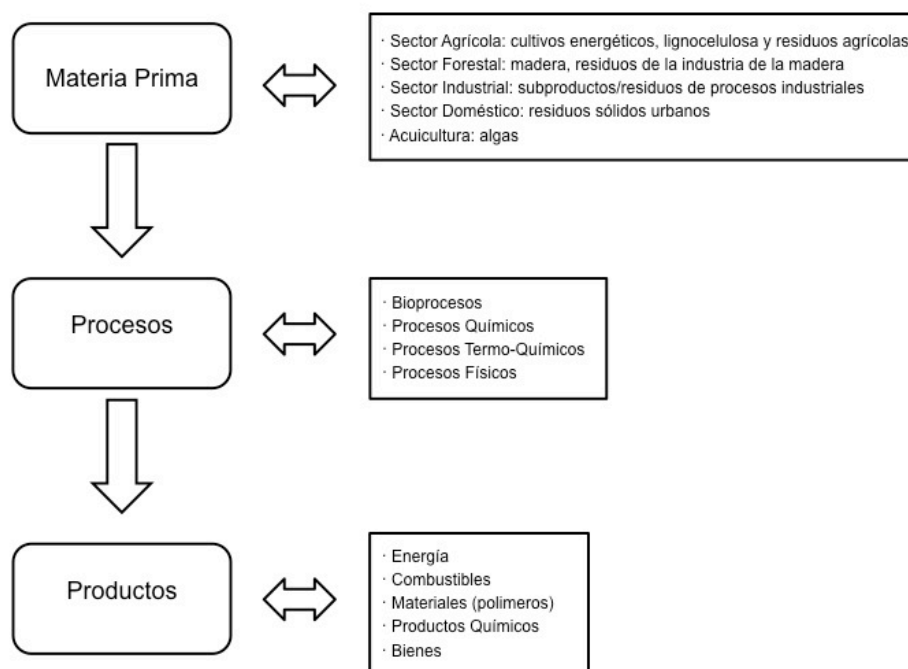 Materia Prima
· Sector Agrícola: cultivos energéticos, lignocelulosa y residuos agrícolas
· Sector Forestal: madera, residuos de la industria de la madera
· Sector Industrial: subproductos/residuos de procesos industriales
· Sector Doméstico: residuos sólidos urbanos
· Acuicultura: algas
Procesos
· Bioprocesos
· Procesos Químicos
· Procesos Termo-Químicos
· Procesos Físicos
Productos
· Energía
· Combustibles
· Materiales (polimeros)
· Productos Químicos
· Bienes